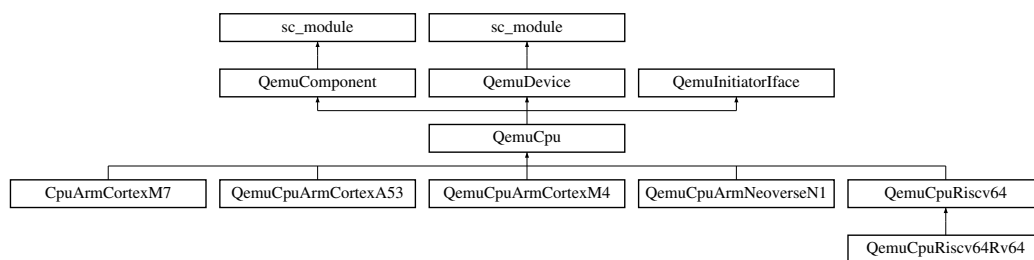 sc_module
sc_module
QemuComponent
QemuDevice
QemuInitiatorIface
QemuCpu
CpuArmCortexM7
QemuCpuArmCortexA53
QemuCpuArmCortexM4
QemuCpuArmNeoverseN1
QemuCpuRiscv64
QemuCpuRiscv64Rv64